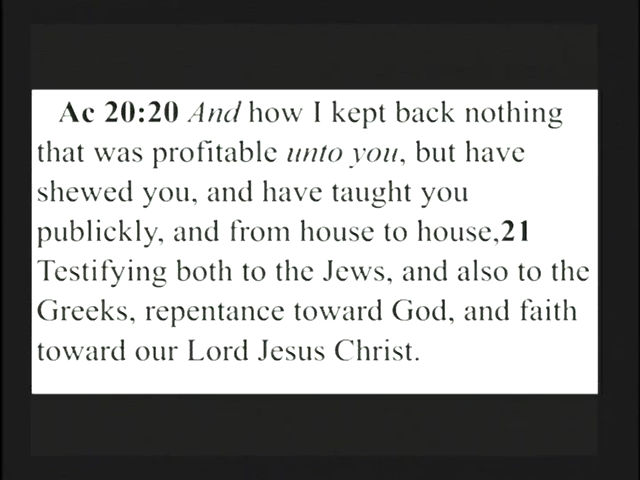 Ac 20:20 And how I kept back nothing
that was profitable unto you, but have
shewed you, and have taught you
publickly, and from house to house,21
Testifying both to the Jews, and also to the
Greeks, repentance toward God, and faith
toward our Lord Jesus Christ.